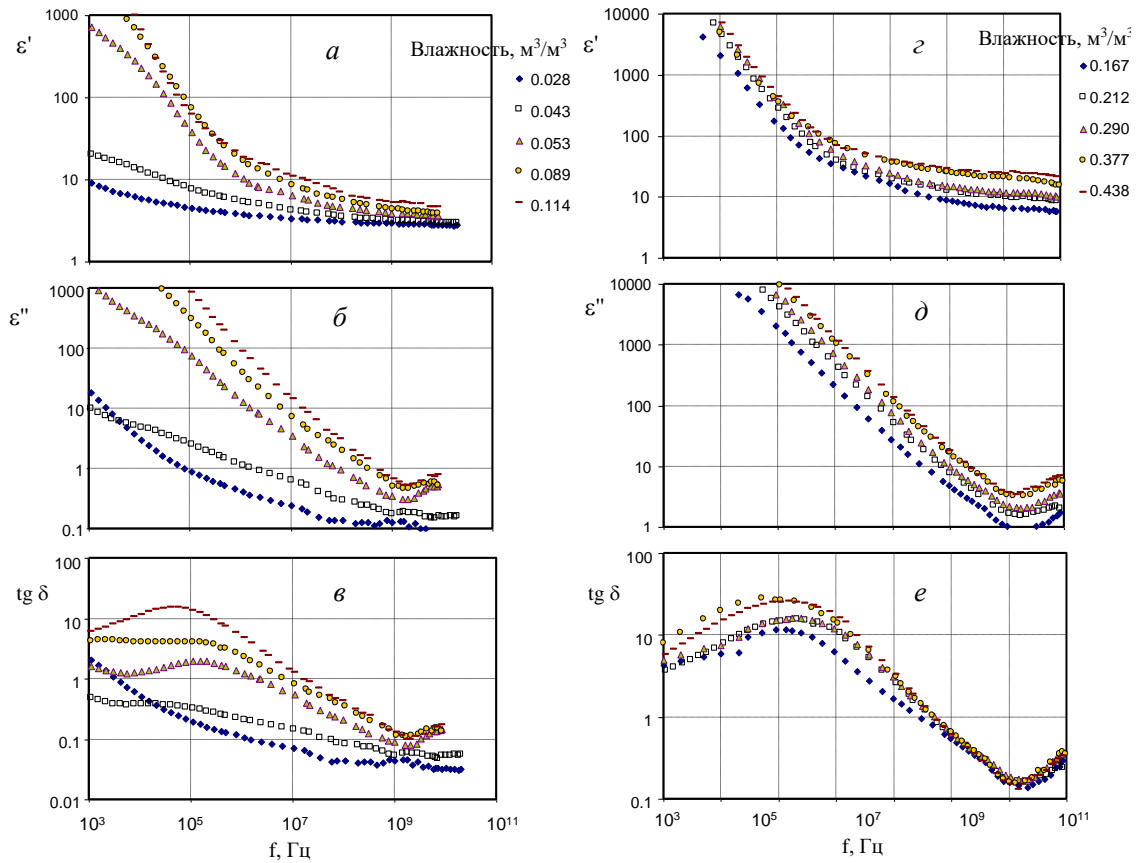 1000
ε'
100
10
1
а
Влажность, м³/м³
0.028
0.043
0.053
0.089
0.114
10000
ε'
1000
100
10
1
г
Влажность, м³/м³
0.167
0.212
0.290
0.377
0.438
1000
ε"
100
10
1
0.1
б
10000
ε"
1000
100
10
1
д
100
tg δ
10
1
0.1
0.01
в
10³ 10⁵ 10⁷ 10⁹ 10¹¹
f, Гц
100
tg δ
10
1
0.1
е
10³ 10⁵ 10⁷ 10⁹ 10¹¹
f, Гц